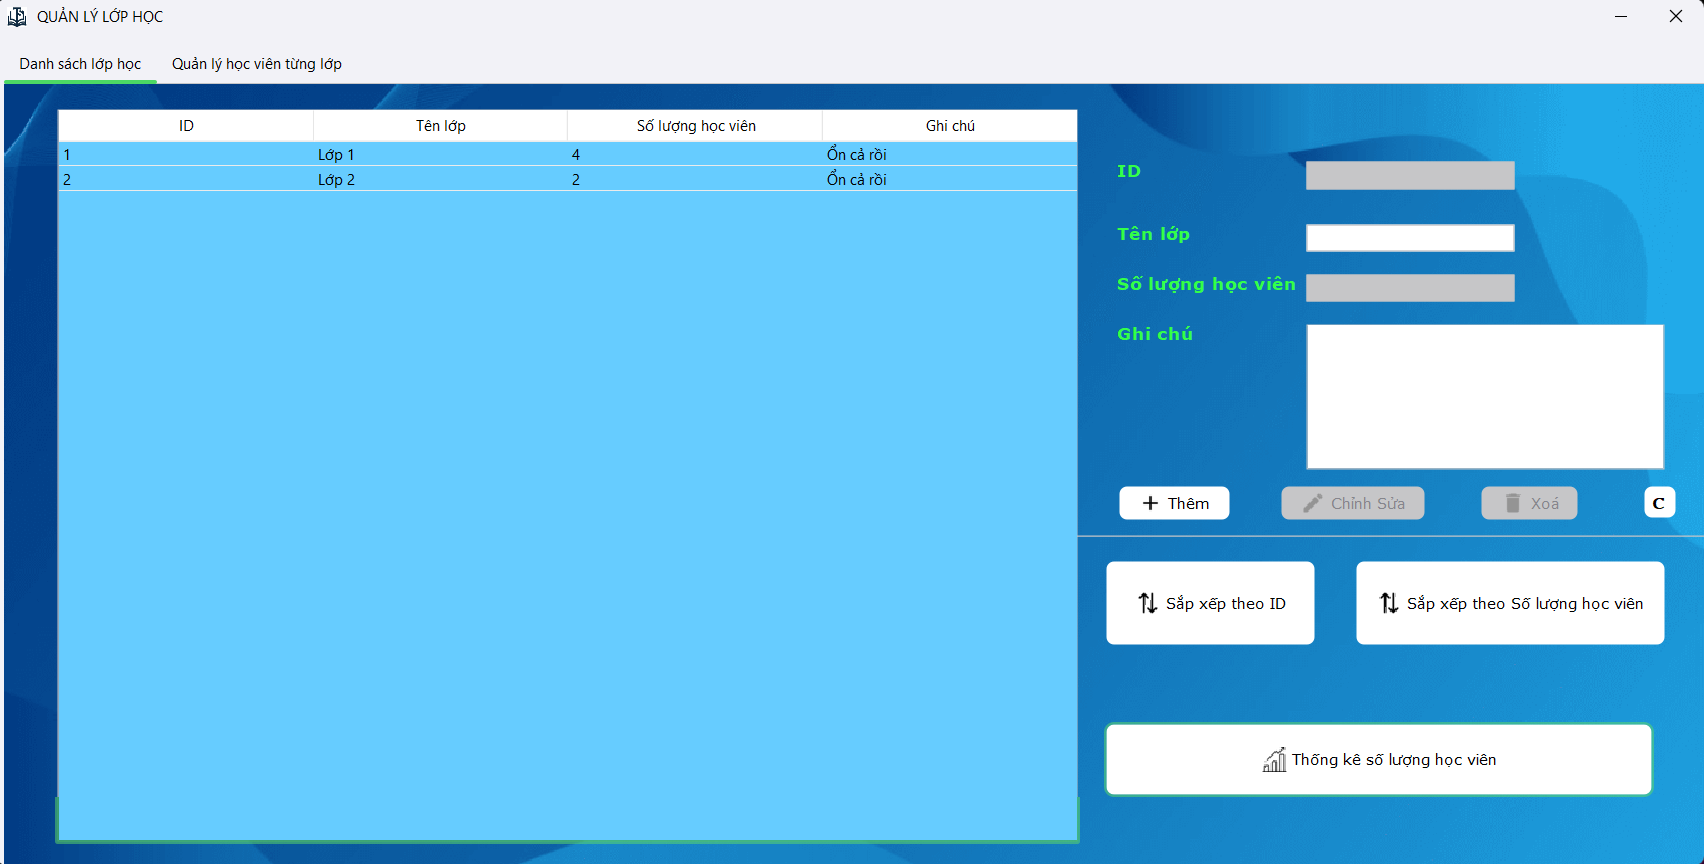 QUẢN LÝ LỚP HỌC
Danh sách lớp học Quản lý học viên từng lớp
ID Tên lớp Số lượng học viên Ghi chú
1 Lớp 1 4 Ổn cả rồi
2 Lớp 2 2 Ổn cả rồi
ID
Tên lớp
Số lượng học viên
Ghi chú
Thêm Chỉnh Sửa Xoá C
Sắp xếp theo ID Sắp xếp theo Số lượng học viên
Thống kê số lượng học viên